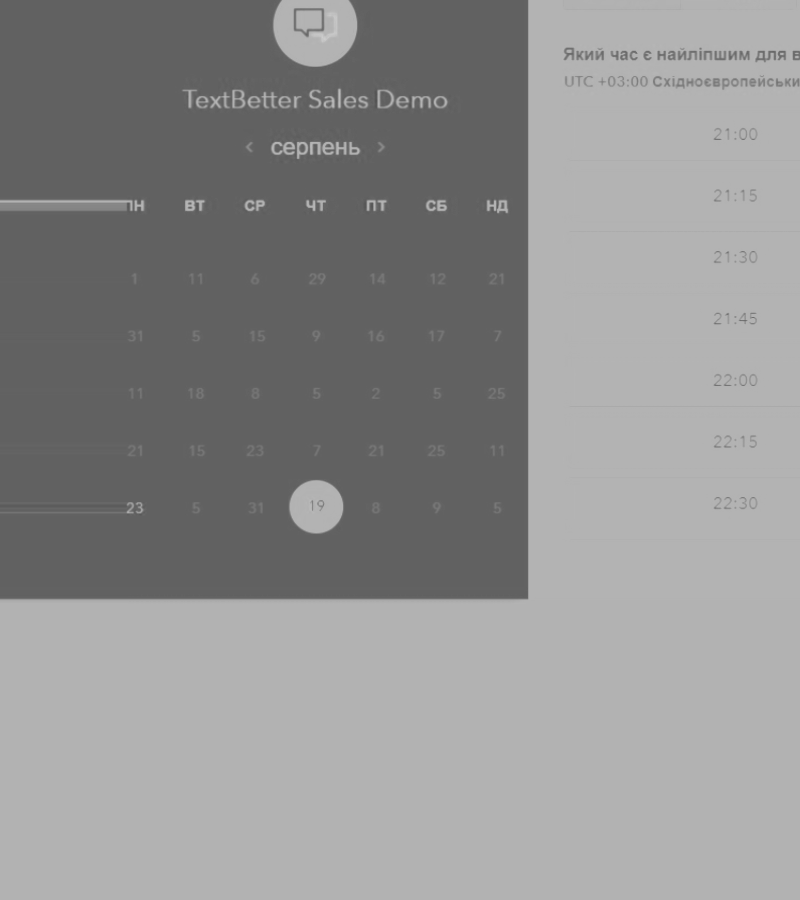 TextBetter Sales Demo
серпень
ПН ВТ СР ЧТ ПТ СБ НД
1 11 6 29 14 12 21
31 5 15 9 16 17 7
11 18 8 5 2 5 25
21 15 23 7 21 25 11
23 5 31 19 8 9 5
Який час є найліпшим для в
UTC +03:00 Східноєвропейськи
21:00
21:15
21:30
21:45
22:00
22:15
22:30